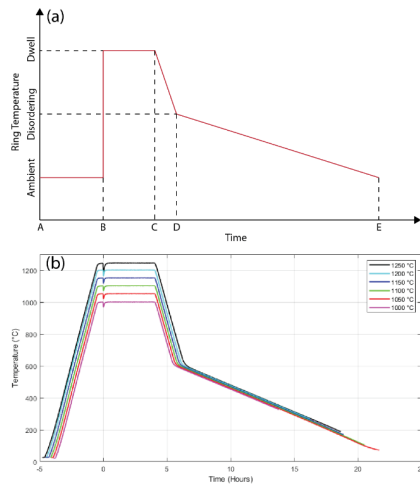 (a)
Ring Temperature
Dwell
Disordering
Ambient
A B C D E
Time
(b)
1250 °C
1200 °C
1150 °C
1100 °C
1050 °C
1000 °C
Temperature (°C)
1200
1000
800
600
400
200
0
-5 0 5 10 15 20 25
Time (Hours)